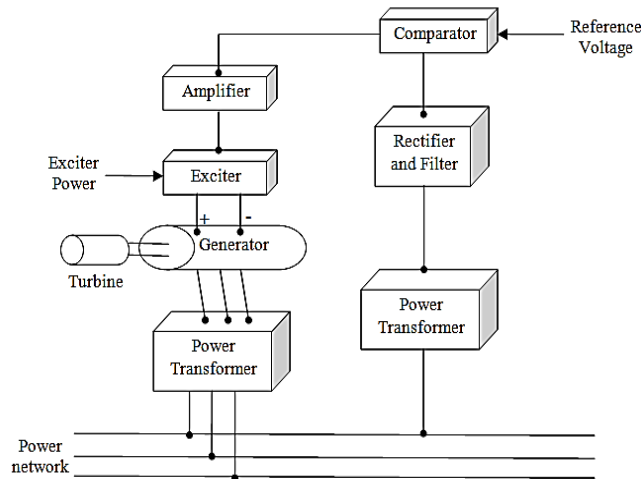 Comparator
Reference
Voltage
Amplifier
Rectifier
and Filter
Exciter
Power
Exciter
+ -
Generator
Turbine
Power
Transformer
Power
Transformer
Power
network